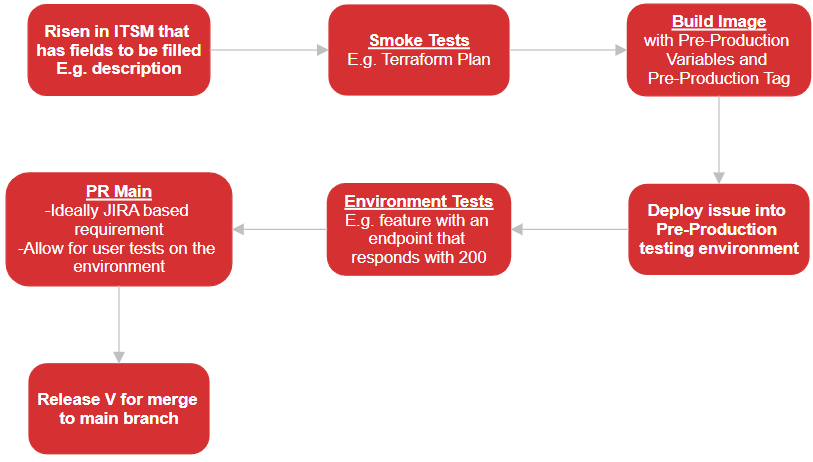 Risen in ITSM that
has fields to be filled
E.g. description
Smoke Tests
E.g. Terraform Plan
Build Image
with Pre-Production
Variables and
Pre-Production Tag
Deploy issue into
Pre-Production
testing environment
Environment Tests
E.g. feature with an
endpoint that
responds with 200
PR Main
-Ideally JIRA based
requirement
-Allow for user tests on the
environment
Release V for merge
to main branch